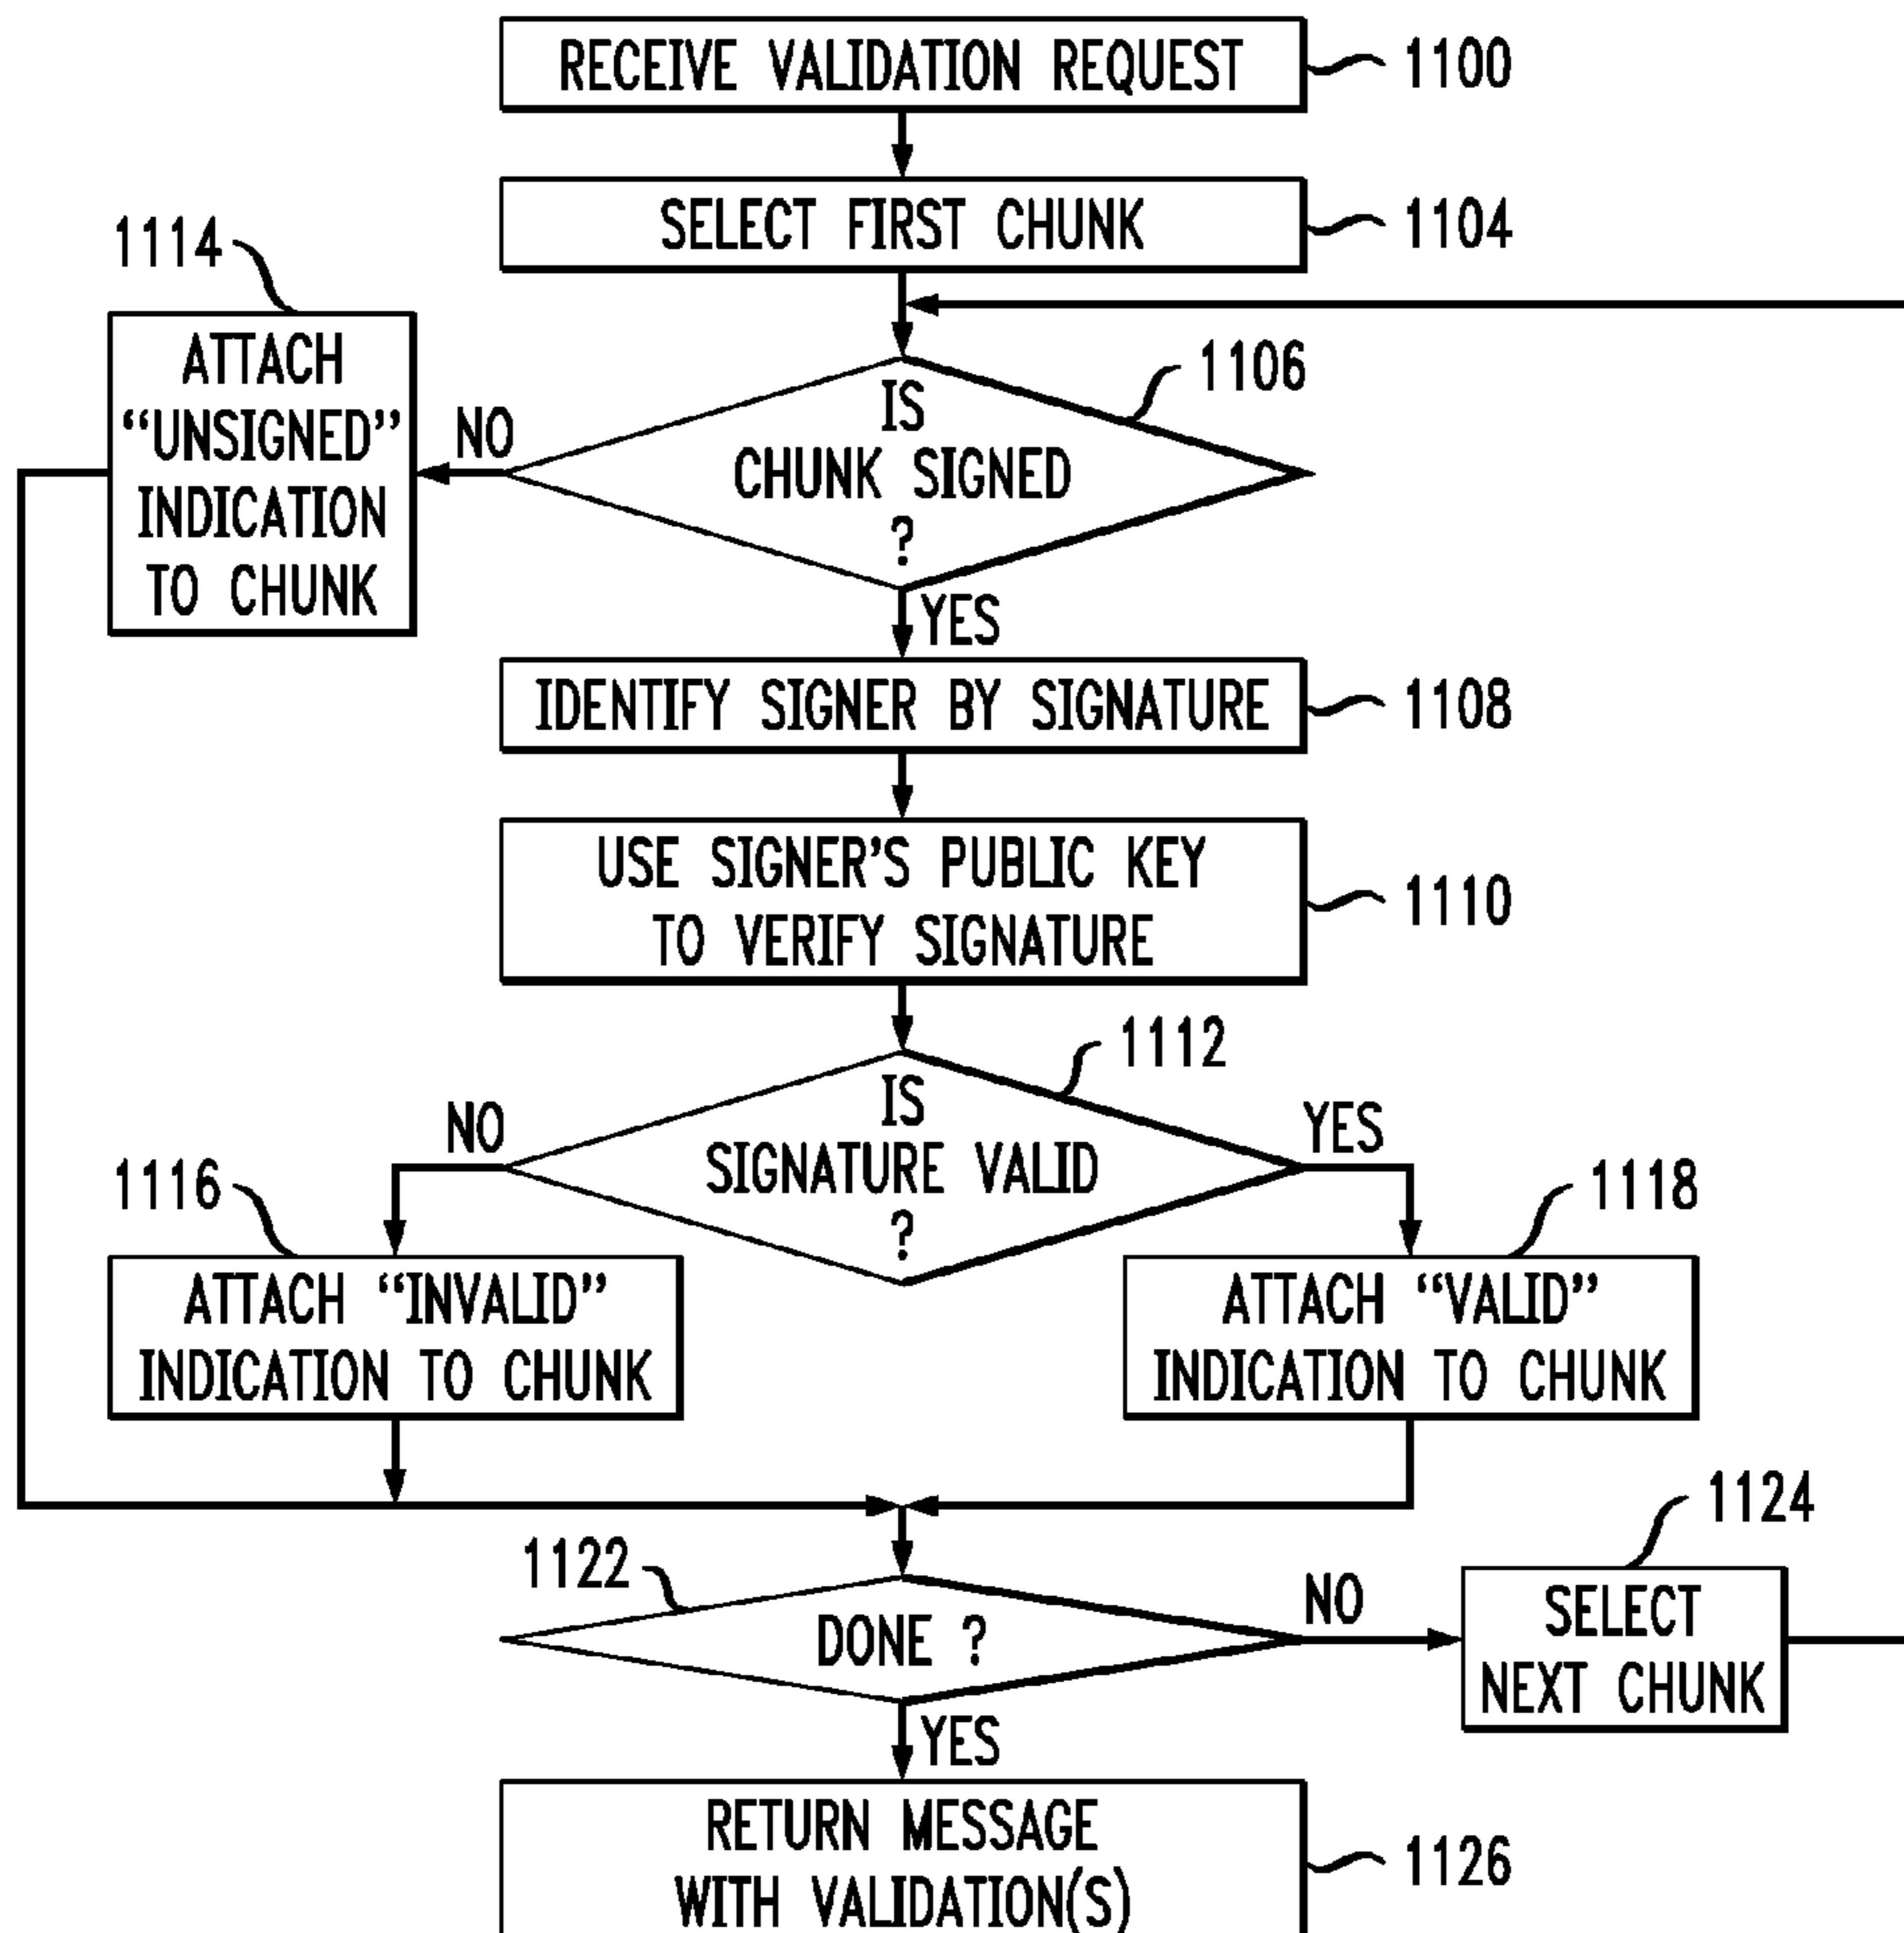 RECEIVE VALIDATION REQUEST
1100
SELECT FIRST CHUNK
1104
1114
ATTACH
“UNSIGNED”
INDICATION
TO CHUNK
NO
1106
IS
CHUNK SIGNED
?
YES
IDENTIFY SIGNER BY SIGNATURE
1108
USE SIGNER’S PUBLIC KEY
TO VERIFY SIGNATURE
1110
1112
IS
SIGNATURE VALID
?
NO
YES
1116
ATTACH “INVALID”
INDICATION TO CHUNK
1118
ATTACH “VALID”
INDICATION TO CHUNK
1122
DONE ?
NO
1124
SELECT
NEXT CHUNK
YES
RETURN MESSAGE
WITH VALIDATION(S)
1126